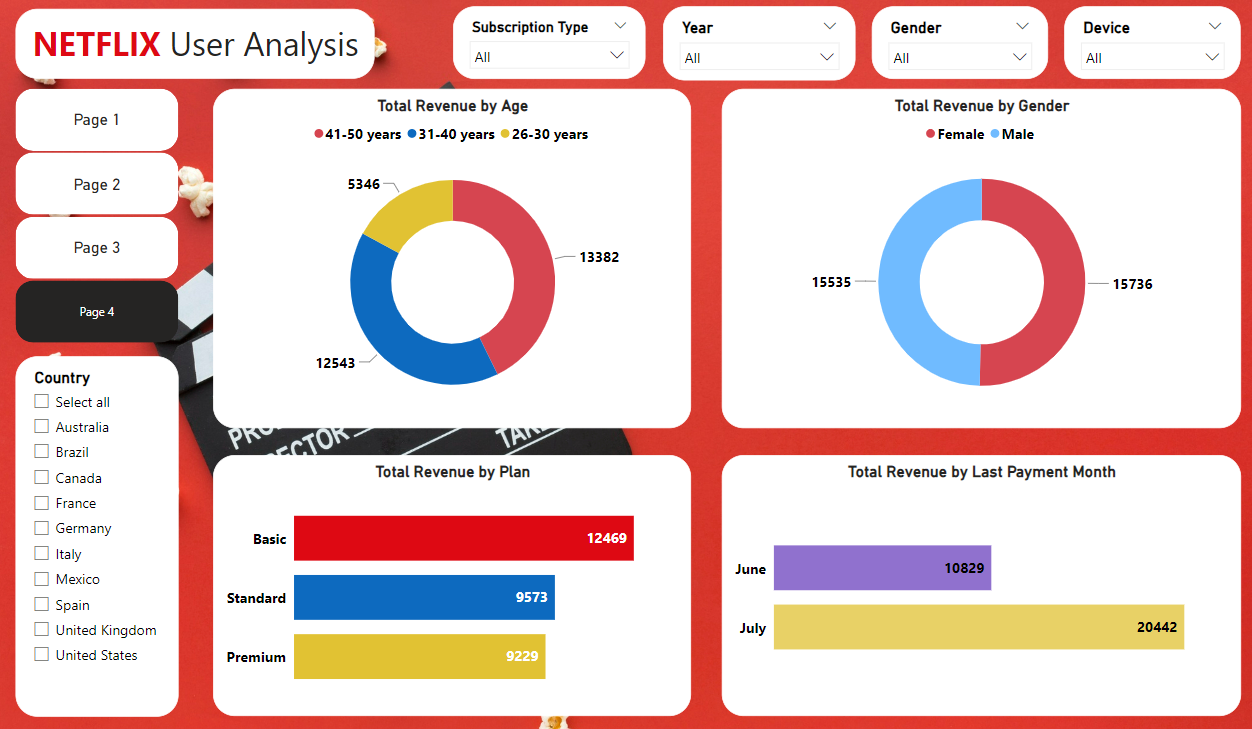 NETFLIX User Analysis
Subscription Type
All
Year
All
Gender
All
Device
All
Page 1
Page 2
Page 3
Page 4
Country
Select all
Australia
Brazil
Canada
France
Germany
Italy
Mexico
Spain
United Kingdom
United States
Total Revenue by Age
41-50 years 31-40 years 26-30 years
5346
13382
12543
Total Revenue by Gender
Female Male
15535
15736
Total Revenue by Plan
Basic 12469
Standard 9573
Premium 9229
Total Revenue by Last Payment Month
June 10829
July 20442